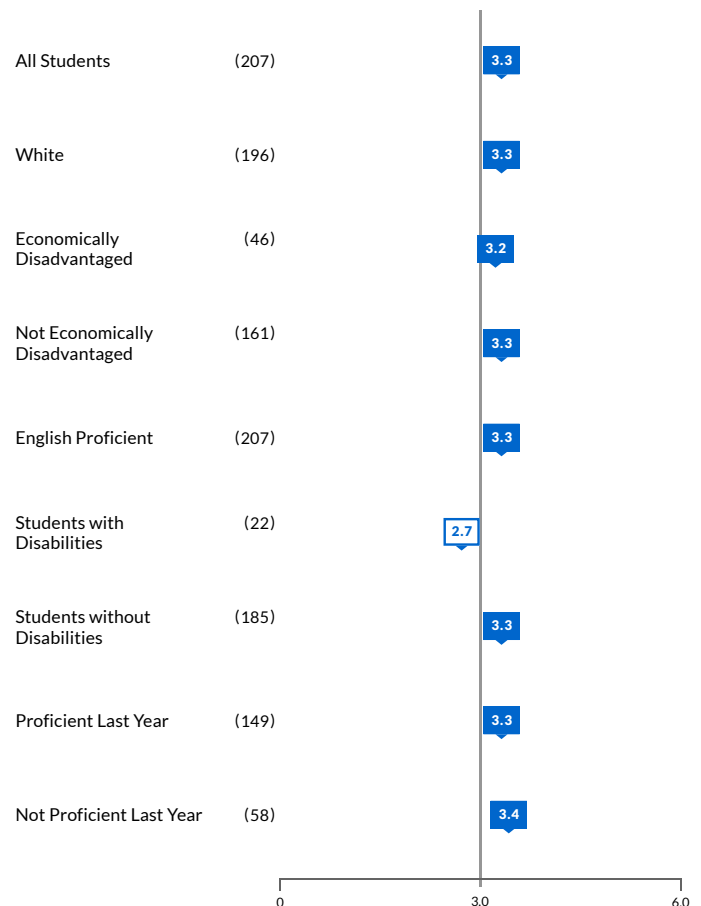 All Students (207) 3.3
White (196) 3.3
Economically (46)
Disadvantaged 3.2
Not Economically (161)
Disadvantaged 3.3
English Proficient (207) 3.3
Students with (22)
Disabilities 2.7
Students without (185)
Disabilities 3.3
Proficient Last Year (149) 3.3
Not Proficient Last Year (58) 3.4
0 3.0 6.0